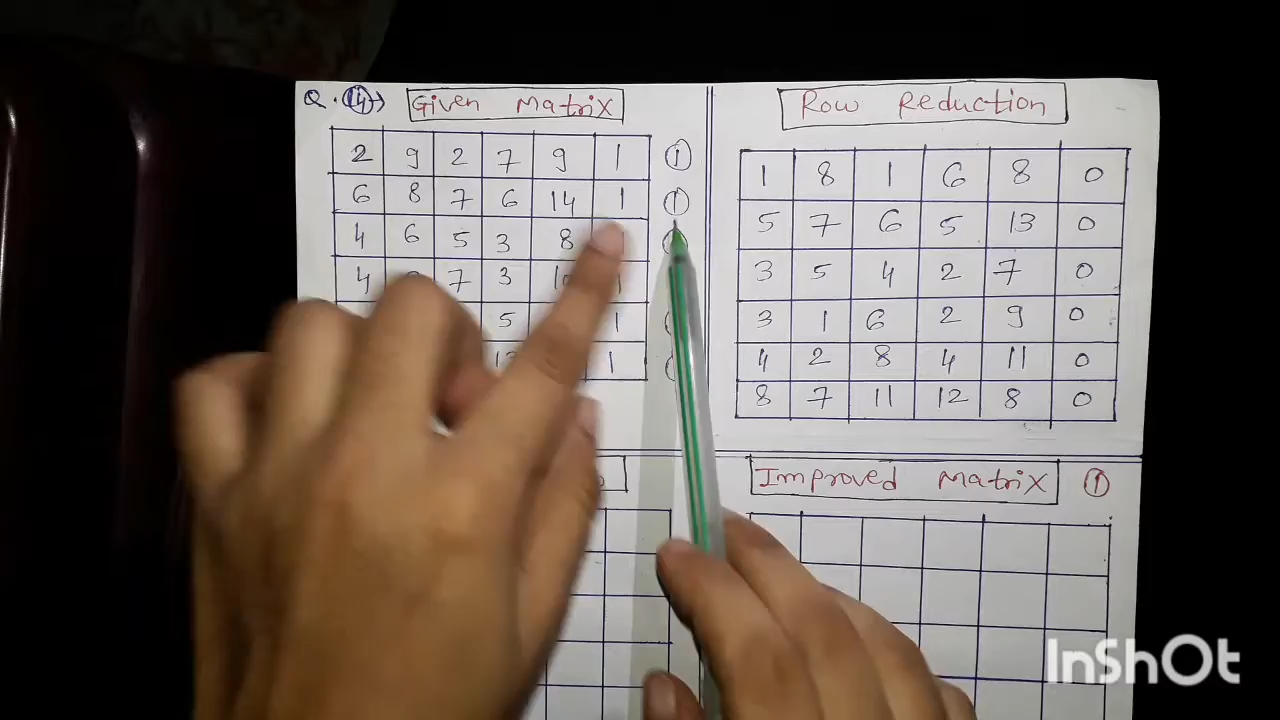 Q. 14→ Given Matrix
2 9 2 7 9 1 ①
6 8 7 6 14 1 ①
4 6 5 3 8
4 7 3 1
5 1
1
Row Reduction
1 8 1 6 8 0
5 7 6 5 13 0
3 5 4 2 7 0
3 1 6 2 9 0
4 2 8 4 11 0
8 7 11 12 8 0
Improved Matrix ①
InShOt